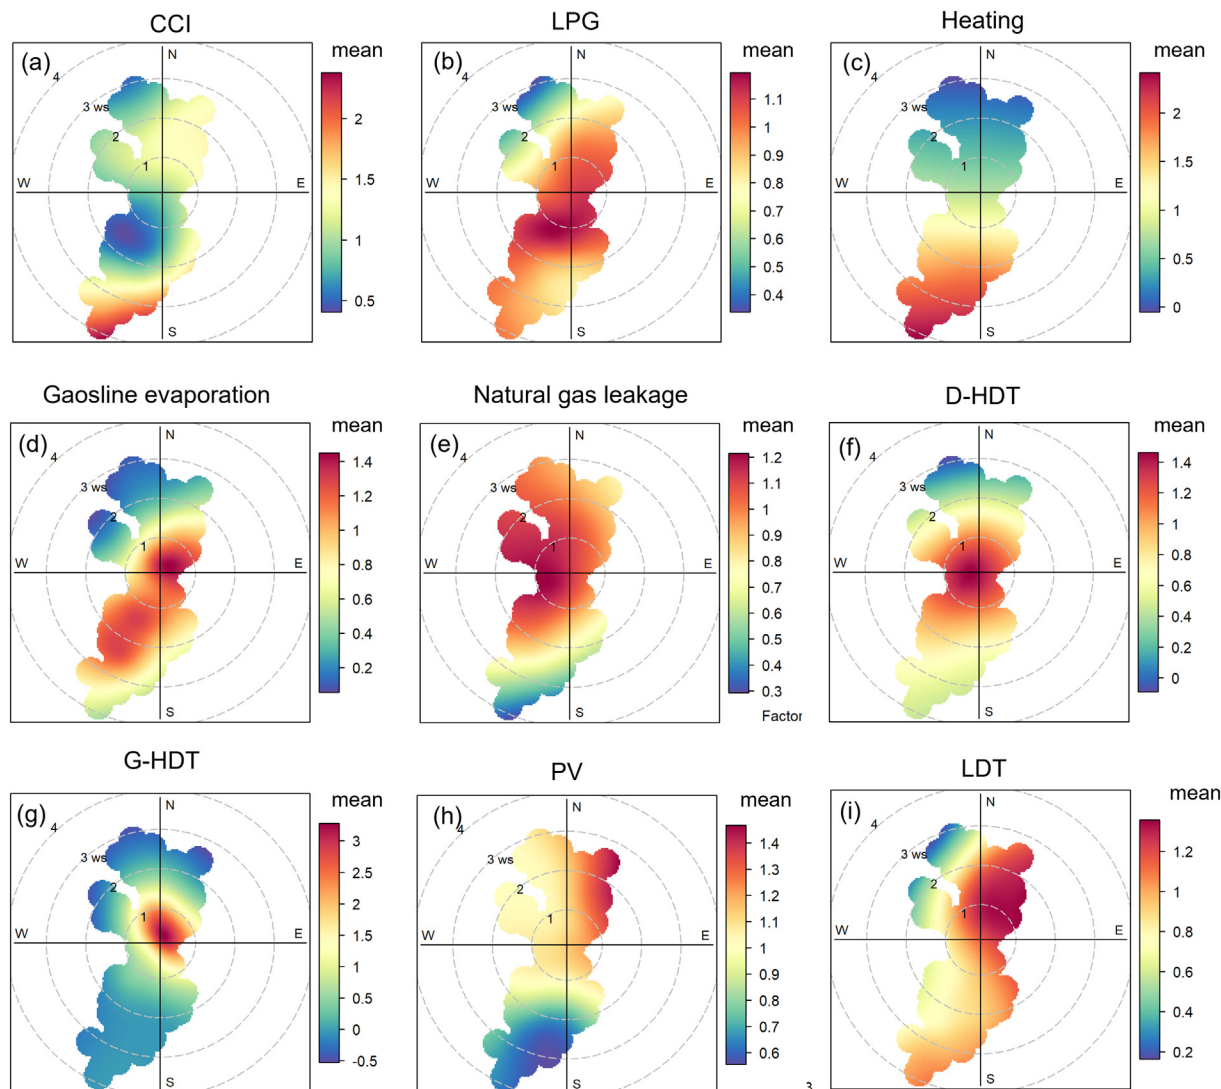 CCI
LPG
Heating
(a)
N
4
3 ws
2
1
W
E
S
mean
2
1.5
1
0.5
(b)
N
4
3 ws
2
1
W
E
S
mean
1.1
1
0.9
0.8
0.7
0.6
0.5
0.4
(c)
N
4
3 ws
2
1
W
E
S
mean
2
1.5
1
0.5
0
Gaosline evaporation
Natural gas leakage
D-HDT
(d)
N
4
3 ws
2
1
W
E
S
mean
1.4
1.2
1
0.8
0.6
0.4
0.2
(e)
N
4
3 ws
2
1
W
E
S
mean
1.2
1.1
1
0.9
0.8
0.7
0.6
0.5
0.4
0.3
Factor
(f)
N
4
3 ws
2
1
W
E
S
mean
1.4
1.2
1
0.8
0.6
0.4
0.2
0
G-HDT
PV
LDT
(g)
N
4
3 ws
2
1
W
E
S
mean
3
2.5
2
1.5
1
0.5
0
-0.5
(h)
N
4
3 ws
2
1
W
E
S
mean
1.4
1.3
1.2
1.1
1
0.9
0.8
0.7
0.6
3
(i)
N
4
3 ws
2
1
W
E
S
mean
1.2
1
0.8
0.6
0.4
0.2